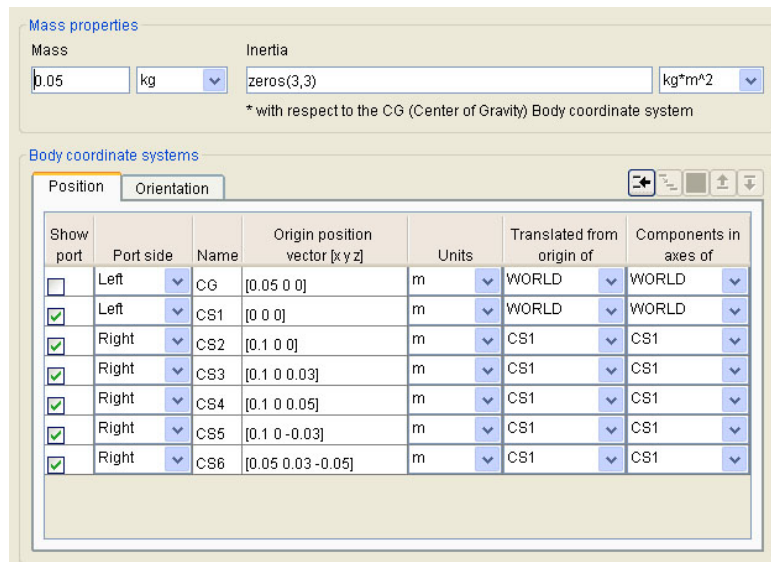 Mass properties
Mass Inertia
0.05 kg zeros(3,3) kg*m^2
* with respect to the CG (Center of Gravity) Body coordinate system
Body coordinate systems
Position Orientation
Show Origin position Translated from Components in
port Port side Name vector [x y z] Units origin of axes of
Left CG [0.05 0 0] m WORLD WORLD
Left CS1 [0 0 0] m WORLD WORLD
Right CS2 [0.1 0 0] m CS1 CS1
Right CS3 [0.1 0 0.03] m CS1 CS1
Right CS4 [0.1 0 0.05] m CS1 CS1
Right CS5 [0.1 0 -0.03] m CS1 CS1
Right CS6 [0.05 0.03 -0.05] m CS1 CS1